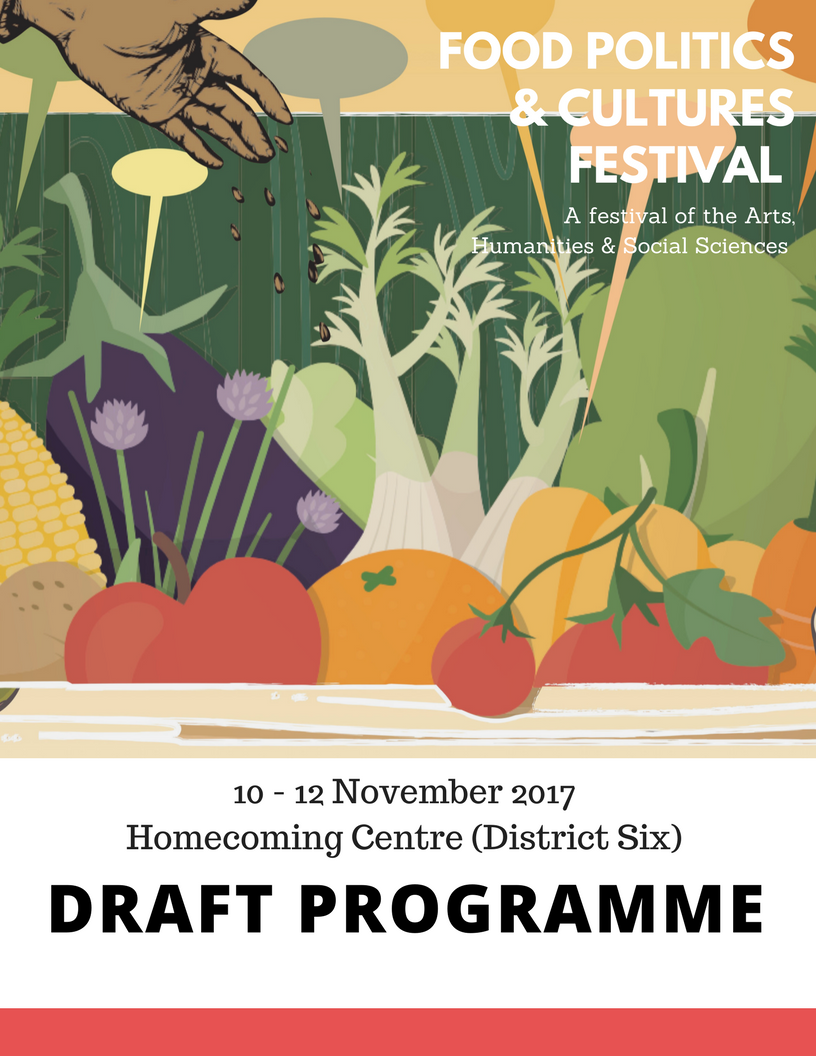 FOOD POLITICS
& CULTURES
FESTIVAL
A festival of the Arts,
Humanities & Social Sciences
10 - 12 November 2017
Homecoming Centre (District Six)
DRAFT PROGRAMME